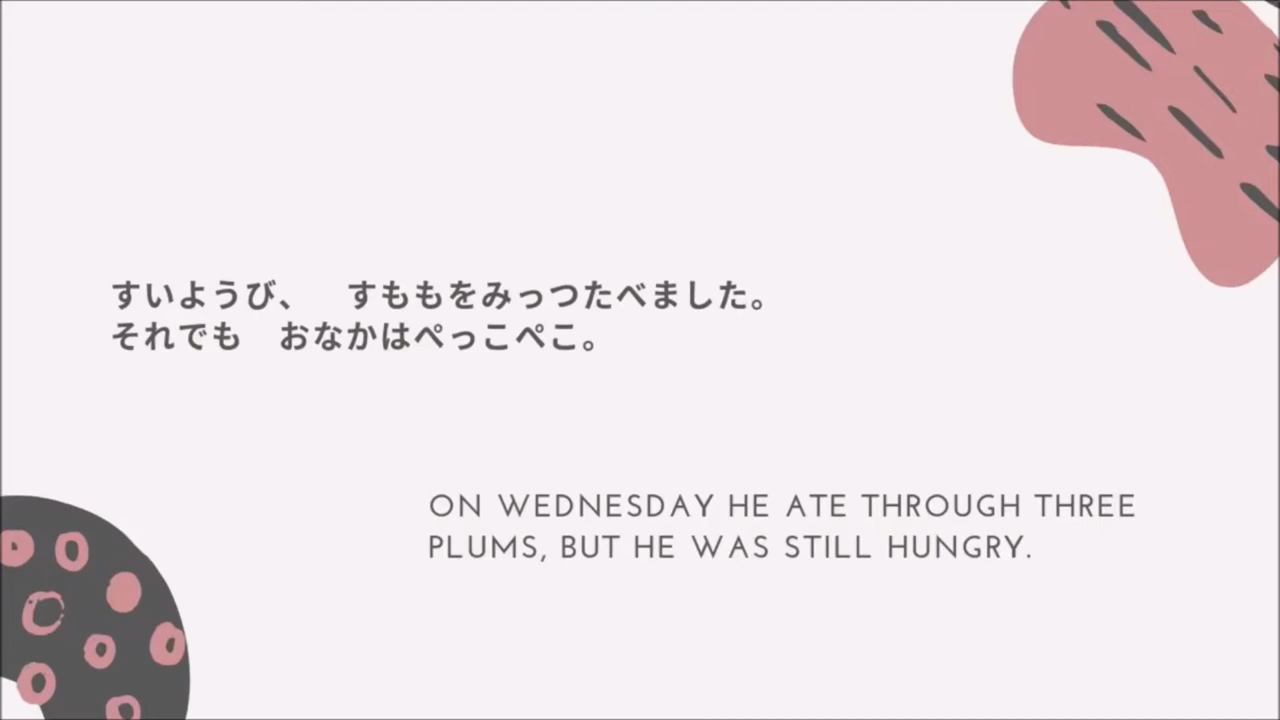 すいようび、　すももをみっつたべました。
それでも　おなかはぺっこぺこ。
ON WEDNESDAY HE ATE THROUGH THREE
PLUMS, BUT HE WAS STILL HUNGRY.